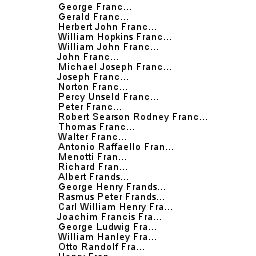 George Franc...
Gerald Franc...
Herbert John Franc...
William Hopkins Franc...
William John Franc...
John Franc...
Michael Joseph Franc...
Joseph Franc...
Norton Franc...
Percy Unseld Franc...
Peter Franc...
Robert Searson Rodney Franc...
Thomas Franc...
Walter Franc...
Antonio Raffaello Fran...
Menotti Fran...
Richard Fran...
Albert Frands...
George Henry Frands...
Rasmus Peter Frands...
Carl William Henry Fra...
Joachim Francis Fra...
George Ludwig Fra...
William Hanley Fra...
Otto Randolf Fra...